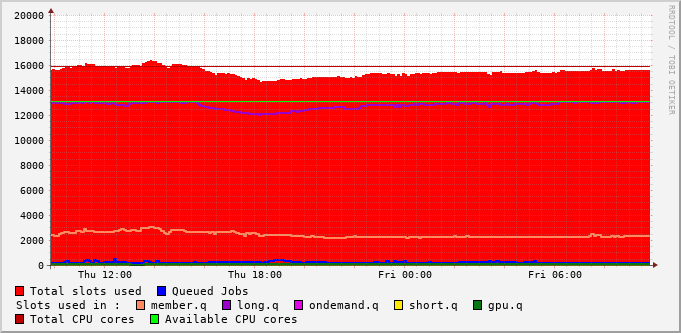 20000
18000
16000
14000
12000
10000
8000
6000
4000
2000
0
Thu 12:00 Thu 18:00 Fri 00:00 Fri 06:00
RRDTOOL / TOBI OETIKER
Total slots used Queued Jobs
Slots used in : member.q long.q ondemand.q short.q gpu.q
Total CPU cores Available CPU cores